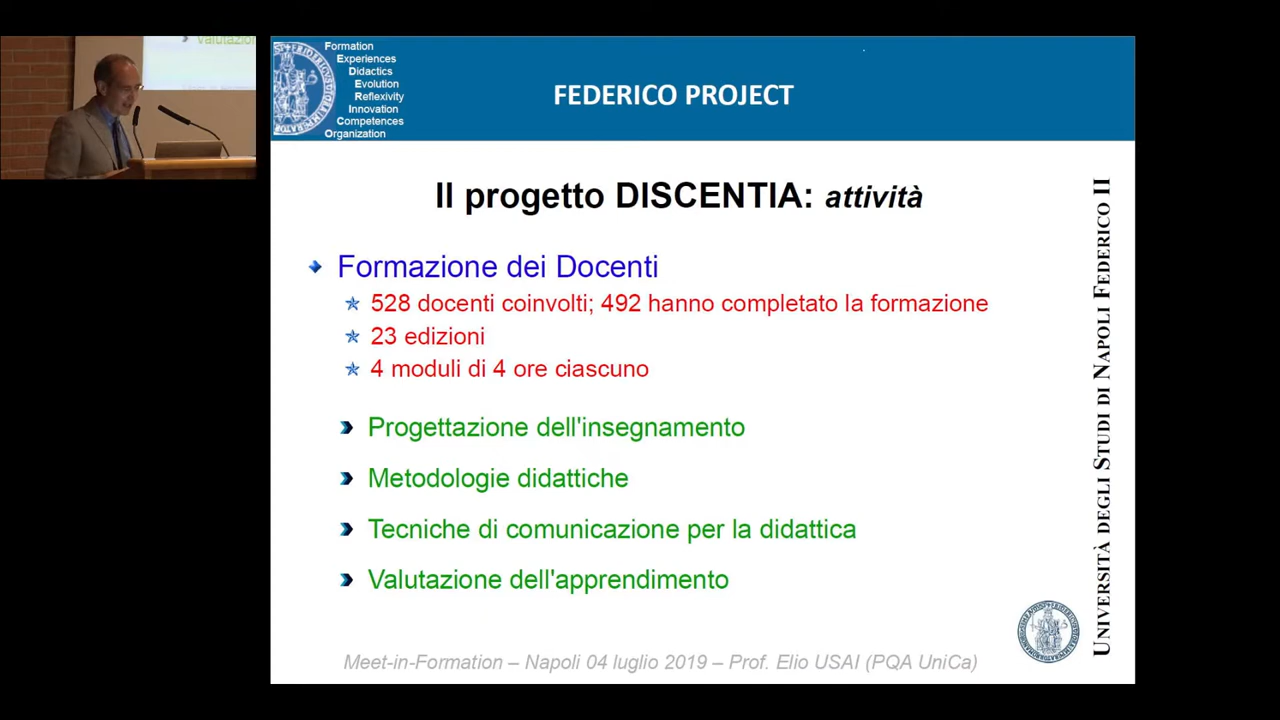 valutazion
Formation
Experiences
Didactics
Evolution
Reflexivity
Innovation
Competences
Organization
FEDERICO PROJECT
Il progetto DISCENTIA: attività
Formazione dei Docenti
528 docenti coinvolti; 492 hanno completato la formazione
23 edizioni
4 moduli di 4 ore ciascuno
Progettazione dell'insegnamento
Metodologie didattiche
Tecniche di comunicazione per la didattica
Valutazione dell'apprendimento
UNIVERSITÀ DEGLI STUDI DI NAPOLI FEDERICO II
Meet-in-Formation – Napoli 04 luglio 2019 – Prof. Elio USAI (PQA UniCa)